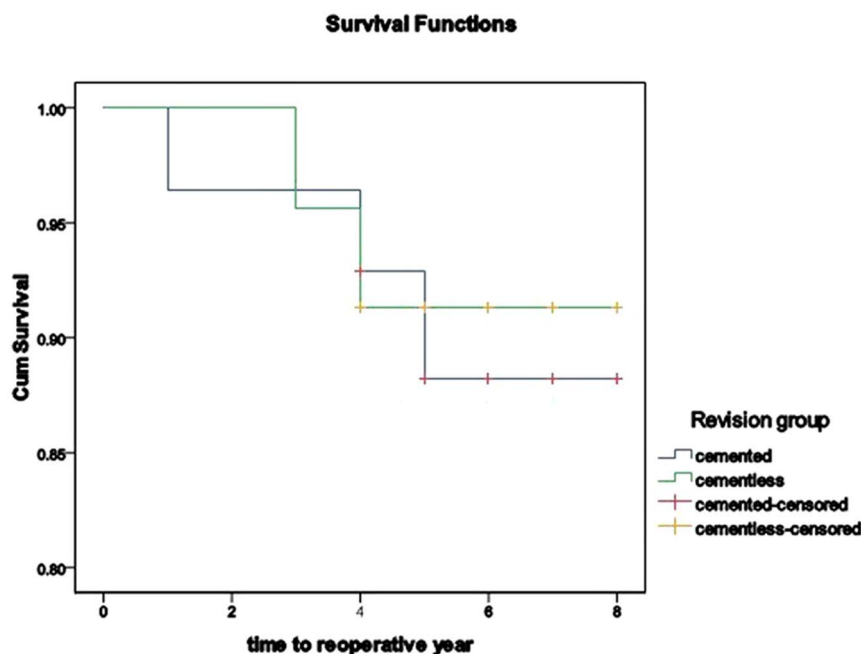 Survival Functions
1.00
0.95
0.90
0.85
0.80
Cum Survival
0 2 4 6 8
time to reoperative year
Revision group
cemented
cementless
cemented-censored
cementless-censored